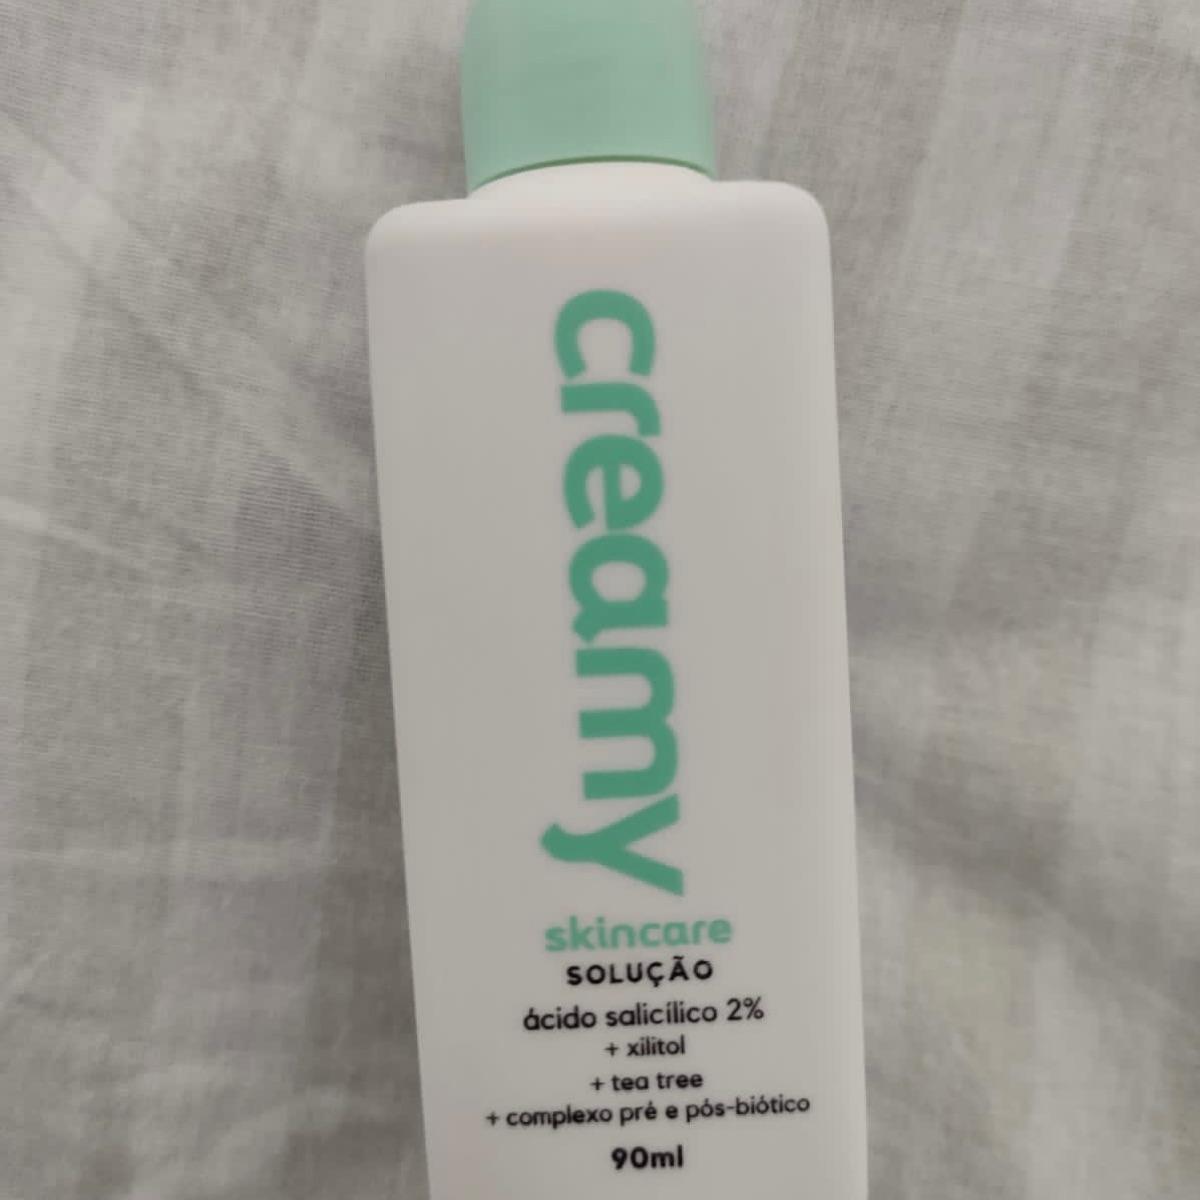 creamy
skincare
SOLUÇÃO
ácido salicílico 2%
+ xilitol
+ tea tree
+ complexo pré e pós-biótico
90ml